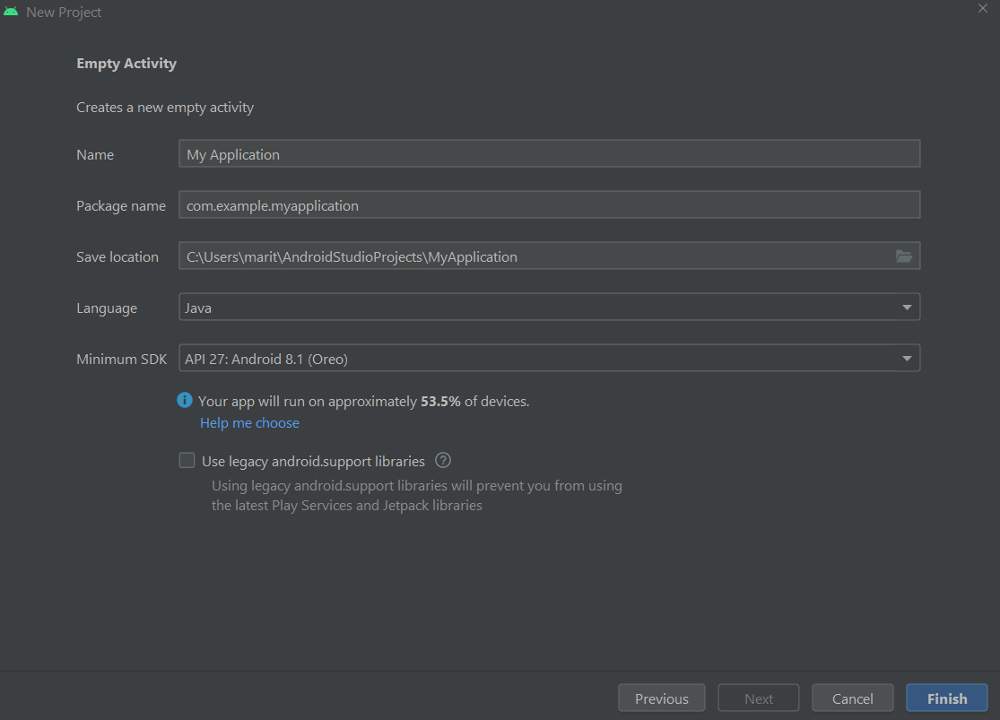 New Project
Empty Activity
Creates a new empty activity
Name My Application
Package name com.example.myapplication
Save location C:\Users\marit\AndroidStudioProjects\MyApplication
Language Java
Minimum SDK API 27: Android 8.1 (Oreo)
Your app will run on approximately 53.5% of devices.
Help me choose
Use legacy android.support libraries
Using legacy android.support libraries will prevent you from using
the latest Play Services and Jetpack libraries
Previous Next Cancel Finish